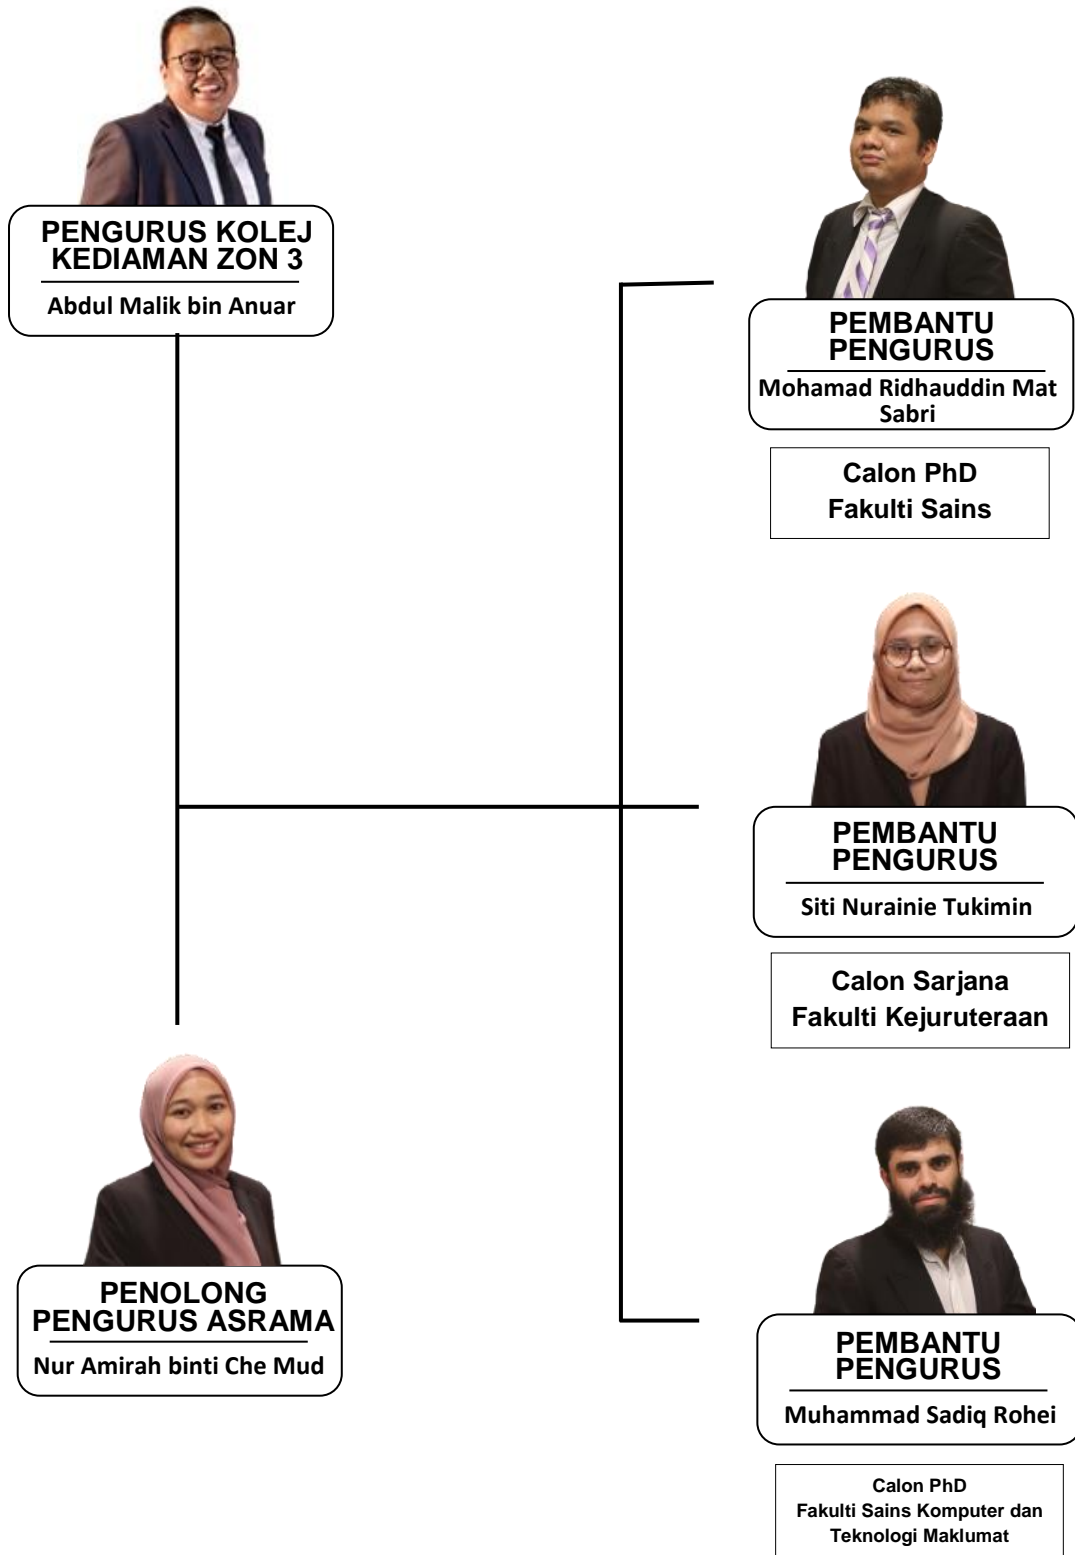 PENGURUS KOLEJ
KEDIAMAN ZON 3
Abdul Malik bin Anuar
PEMBANTU
PENGURUS
Mohamad Ridhauddin Mat
Sabri
Calon PhD
Fakulti Sains
PEMBANTU
PENGURUS
Siti Nurainie Tukimin
Calon Sarjana
Fakulti Kejuruteraan
PENOLONG
PENGURUS ASRAMA
Nur Amirah binti Che Mud
PEMBANTU
PENGURUS
Muhammad Sadiq Rohei
Calon PhD
Fakulti Sains Komputer dan
Teknologi Maklumat